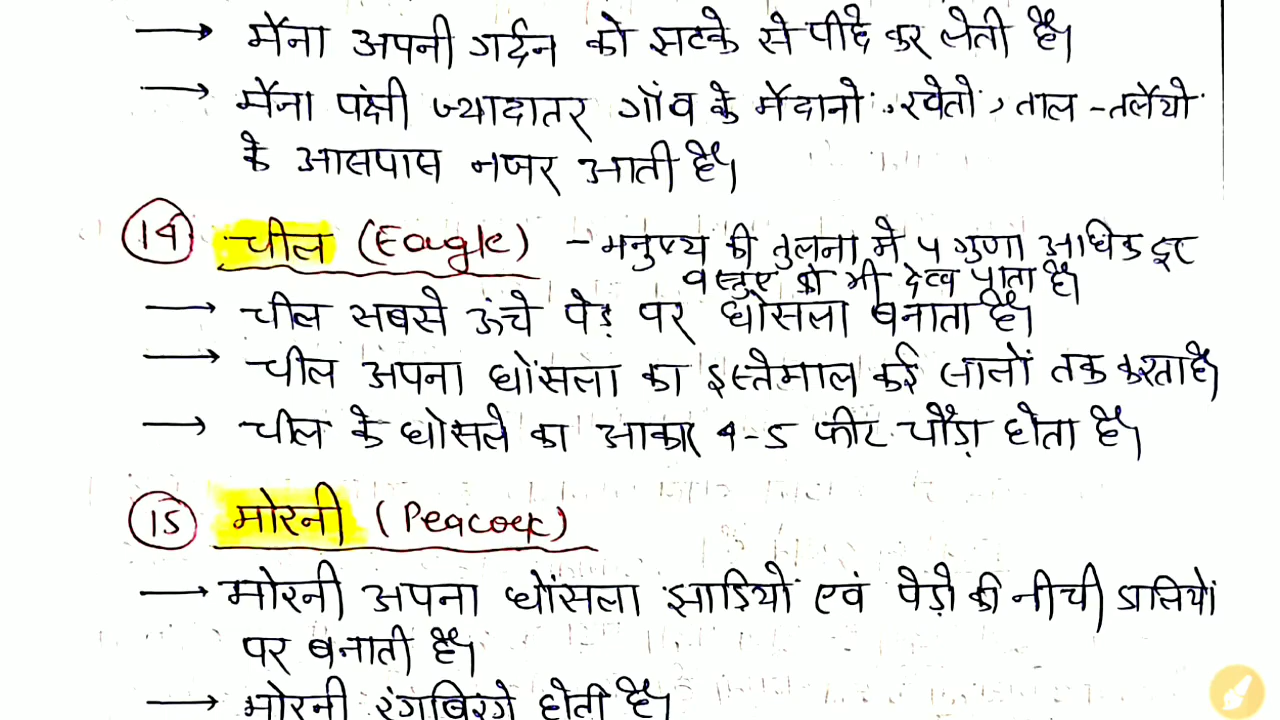 → मैंना अपनी गर्दन को झटके से पीछे कर लेती है।
→ मैंना पंक्षी ज्यादातर गाँव के मैदानो, खेतो, ताल-तलैयो
के आसपास नजर आती है।
14 चील (Eagle) - मनुष्य की तुलना मे 4 गुणा अधिक दूर
वस्तुए को भी देख पाता है।
→ चील सबसे ऊंचे पेड़ पर घोसला बनाता है।
→ चील अपना घोंसला का इस्तेमाल कई सालों तक करता है।
→ चील के घोसले का आकार 4-5 फीट चौड़ा होता है।
15 मोरनी (Peacock)
→ मोरनी अपना घोंसला झाडियों एवं पेड़ो की नीची डालियों
पर बनाती है।
→ मोरनी रंगबिरगे होती है।